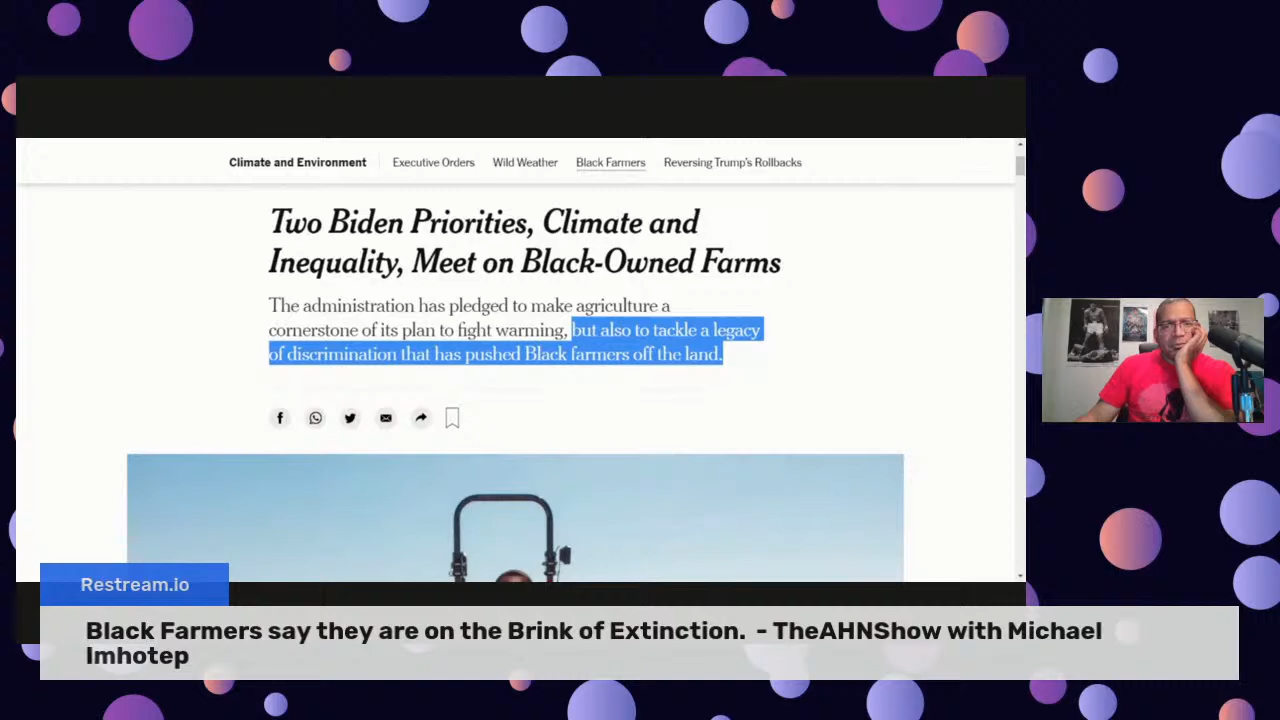 Climate and Environment Executive Orders Wild Weather Black Farmers Reversing Trump's Rollbacks
Two Biden Priorities, Climate and
Inequality, Meet on Black-Owned Farms
The administration has pledged to make agriculture a
cornerstone of its plan to fight warming, but also to tackle a legacy
of discrimination that has pushed Black farmers off the land.
Restream.io
Black Farmers say they are on the Brink of Extinction. - TheAHNShow with Michael
Imhotep